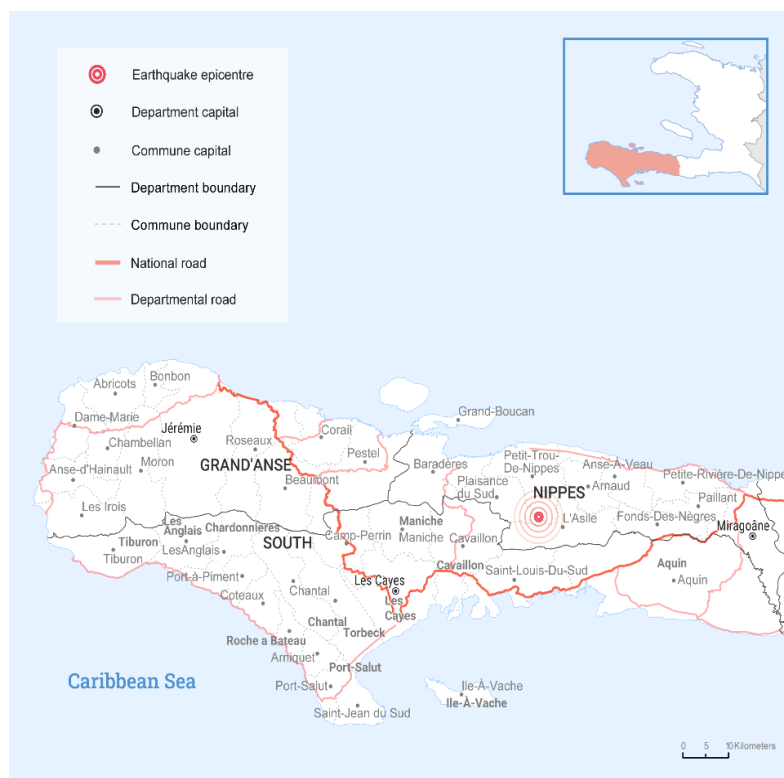 Earthquake epicentre
Department capital
Commune capital
Department boundary
Commune boundary
National road
Departmental road
Bonbon
Abricots
Dame-Marie
Jérémie
Corail
Grand-Boucan
Chambellan
Roseaux
Pestel
Petit-Trou-
De-Nippes
Anse-À-Veau
Anse-d'Hainault
Moron
GRAND'ANSE
Baradères
Plaisance
du Sud
NIPPES
Arnaud
Petite-Rivière-De-Nippe
Beaumont
Paillant
Les Irois
Les
Anglais
Chardonnières
Maniche
L'Asile
Fonds-Des-Nègres
Miragoâne
Tiburon
Tiburon
LesAnglais
SOUTH
Camp-Perrin
Maniche
Cavaillon
Cavaillon
Port-à-Piment
Les Cayes
Saint-Louis-Du-Sud
Aquin
Aquin
Coteaux
Chantal
Les
Cayes
Chantal
Torbeck
Roche a Bateau
Arniquet
Port-Salut
Port-Salut
Caribbean Sea
Ile-À-Vache
Ile-À-Vache
Saint-Jean du Sud
0 5 10 Kilometers